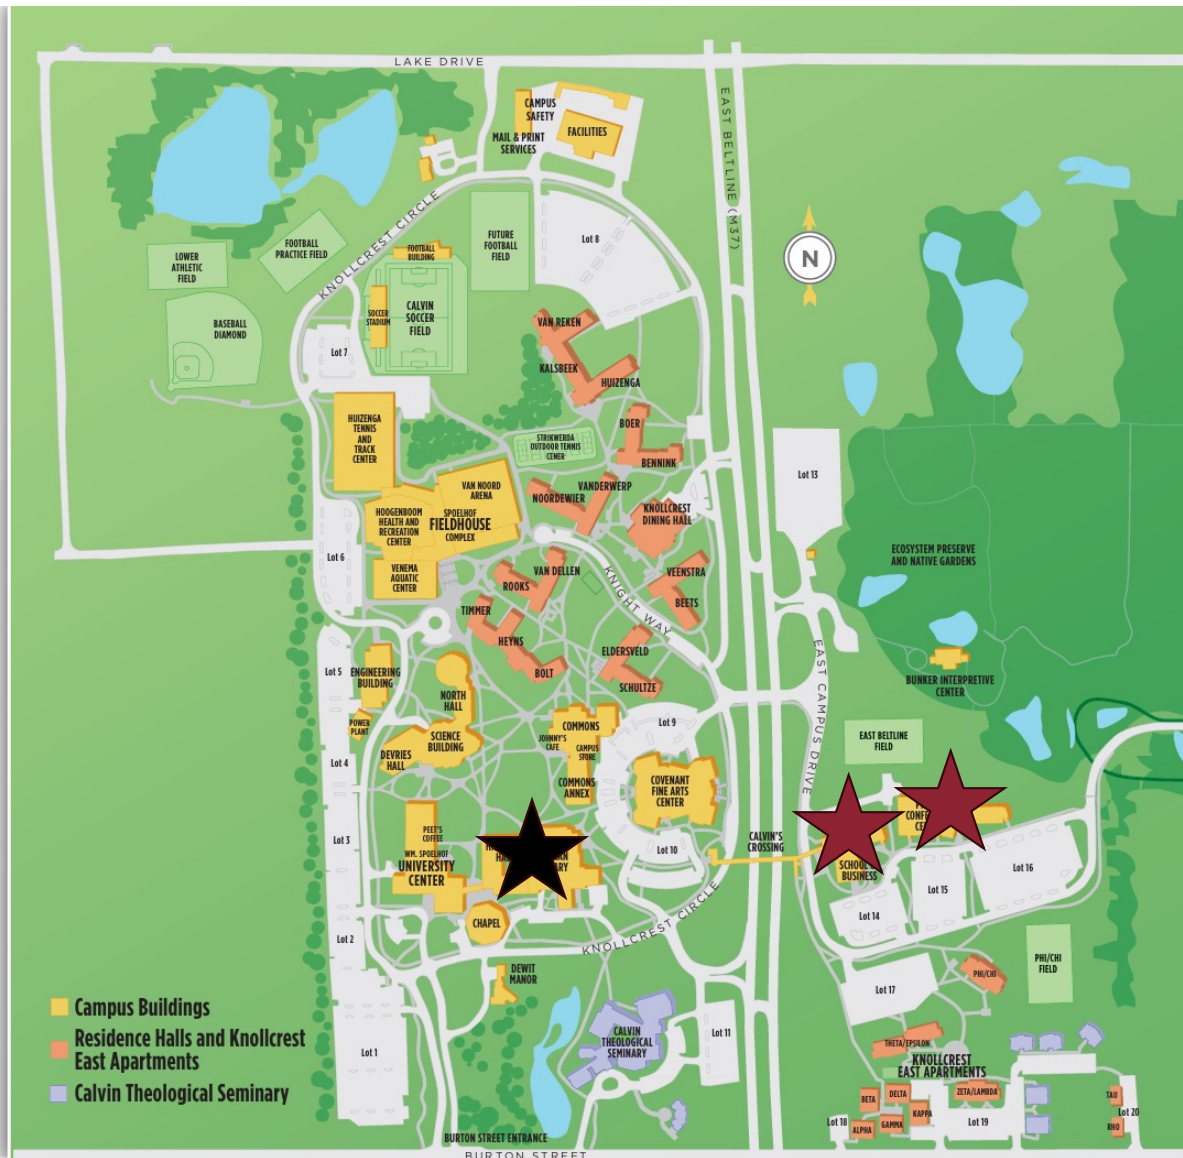 LAKE DRIVE
EAST BELTLINE (M37)
CAMPUS
SAFETY
FACILITIES
MAIL & PRINT
SERVICES
KNOLLCREST CIRCLE
FOOTBALL
PRACTICE FIELD
LOWER
ATHLETIC
FIELD
FOOTBALL
BUILDING
FUTURE
FOOTBALL
FIELD
Lot 8
N
BASEBALL
DIAMOND
SOCCER
STADIUM
CALVIN
SOCCER
FIELD
Lot 7
VAN REKEN
KALSBEEK
HUIZENGA
HUIZENGA
TENNIS
AND
TRACK
CENTER
BOER
BENNINK
STRIKWERDA
OUTDOOR TENNIS
CENER
Lot 13
VAN NOORD
ARENA
NOORDEWIER
VANDERWERP
KNOLLCREST
DINING HALL
HOOGENBOOM
HEALTH AND
RECREATION
CENTER
SPOELHOF
FIELDHOUSE
COMPLEX
Lot 6
VENEMA
AQUATIC
CENTER
ECOSYSTEM PRESERVE
AND NATIVE GARDENS
VAN DELLEN
ROOKS
KNIGHT WAY
VEENSTRA
BEETS
TIMMER
HEYNS
BOLT
ELDERSVELD
SCHULTZE
Lot 5
ENGINEERING
BUILDING
NORTH
HALL
EAST CAMPUS DRIVE
BUNKER INTERPRETIVE
CENTER
POWER
PLANT
SCIENCE
BUILDING
DEVRIES
HALL
COMMONS
JOHNNY'S
CAFE
CAMPUS
STORE
COMMONS
ANNEX
Lot 9
EAST BELTLINE
FIELD
Lot 4
COVENANT
FINE ARTS
CENTER
Lot 3
PEET'S
COFFEE
WM. SPOELHOF
UNIVERSITY
CENTER
Lot 10
CALVIN'S
CROSSING
SCHOOL
BUSINESS
Lot 16
Lot 15
Lot 14
CHAPEL
Lot 2
KNOLLCREST CIRCLE
PHI/CHI
FIELD
PHI/CHI
DEWIT
MANOR
Lot 17
Campus Buildings
Residence Halls and Knollcrest
East Apartments
Calvin Theological Seminary
Lot 1
CALVIN
THEOLOGICAL
SEMINARY
Lot 11
THETA/EPSILON
KNOLLCREST
EAST APARTMENTS
BETA
DELTA
ZETA/LAMBDA
TAU
KAPPA
Lot 18
ALPHA
GAMMA
Lot 19
Lot 20
RHO
BURTON STREET ENTRANCE
BURTON STREET